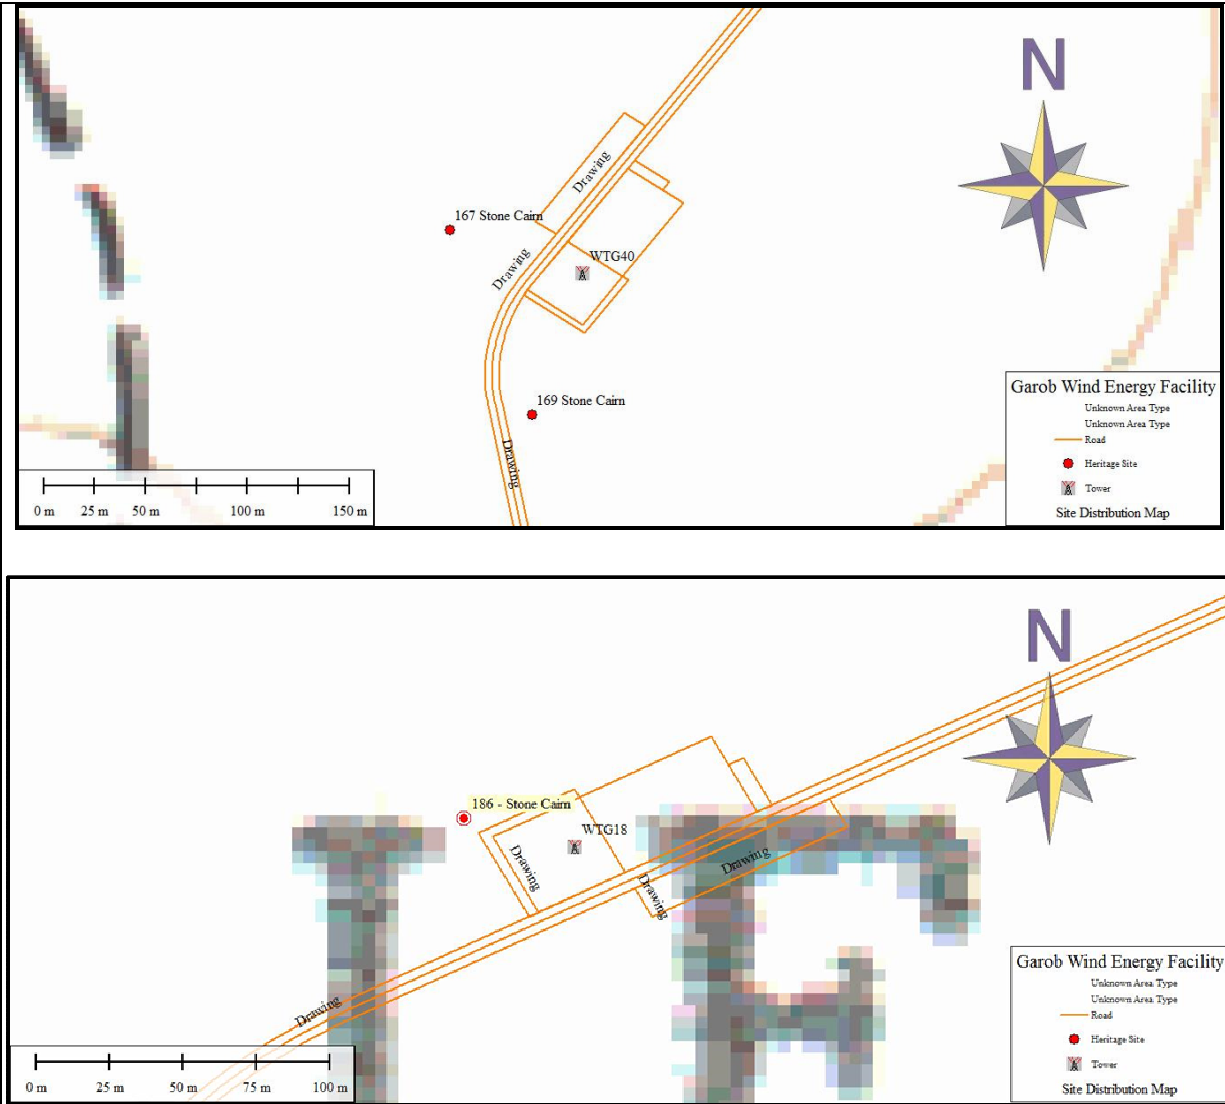 N
Drawing
167 Stone Cairn
Drawing
WTG40
169 Stone Cairn
Drawing
Garob Wind Energy Facility
Unknown Area Type
Unknown Area Type
Road
Heritage Site
Tower
Site Distribution Map
0 m 25 m 50 m 100 m 150 m
N
186 - Stone Cairn
WTG18
Drawing
Drawing
Drawing
Drawing
Garob Wind Energy Facility
Unknown Area Type
Unknown Area Type
Road
Heritage Site
Tower
Site Distribution Map
0 m 25 m 50 m 75 m 100 m